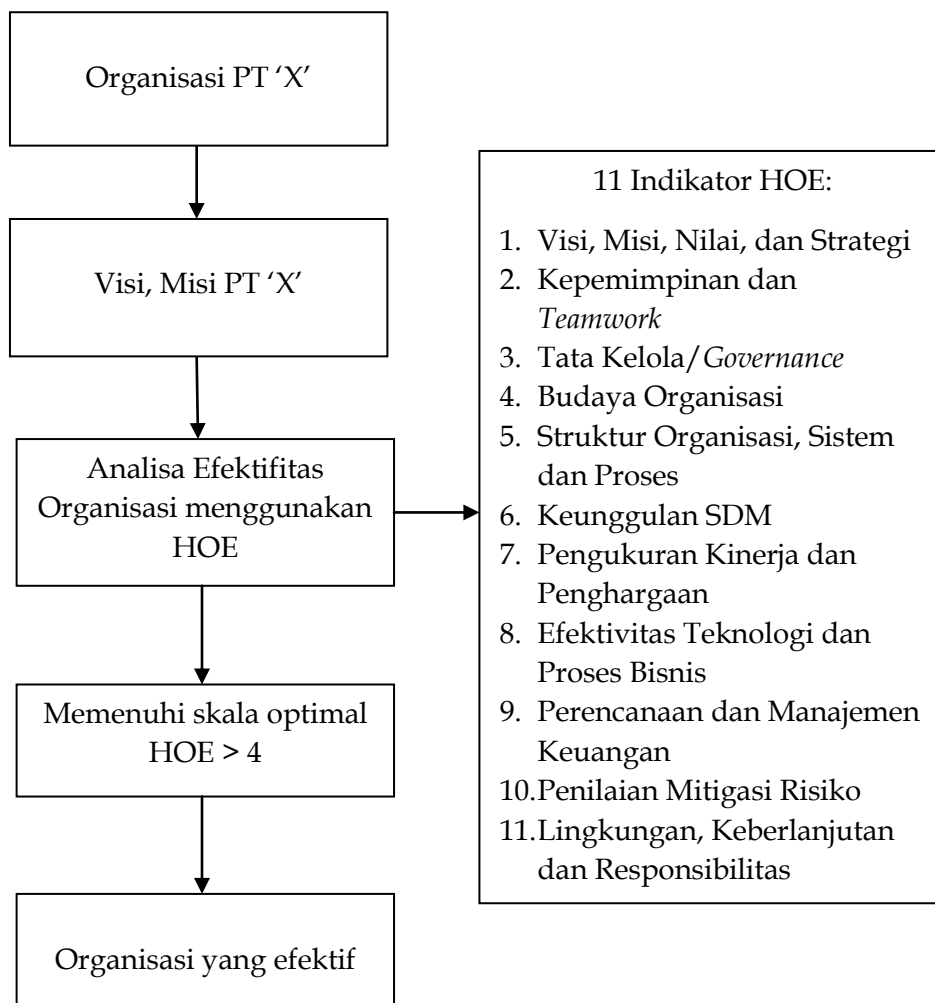 Organisasi PT ‘X’
Visi, Misi PT ‘X’
Analisa Efektifitas
Organisasi menggunakan
HOE
Memenuhi skala optimal
HOE > 4
Organisasi yang efektif
11 Indikator HOE:
1. Visi, Misi, Nilai, dan Strategi
2. Kepemimpinan dan
Teamwork
3. Tata Kelola/Governance
4. Budaya Organisasi
5. Struktur Organisasi, Sistem
dan Proses
6. Keunggulan SDM
7. Pengukuran Kinerja dan
Penghargaan
8. Efektivitas Teknologi dan
Proses Bisnis
9. Perencanaan dan Manajemen
Keuangan
10.Penilaian Mitigasi Risiko
11.Lingkungan, Keberlanjutan
dan Responsibilitas